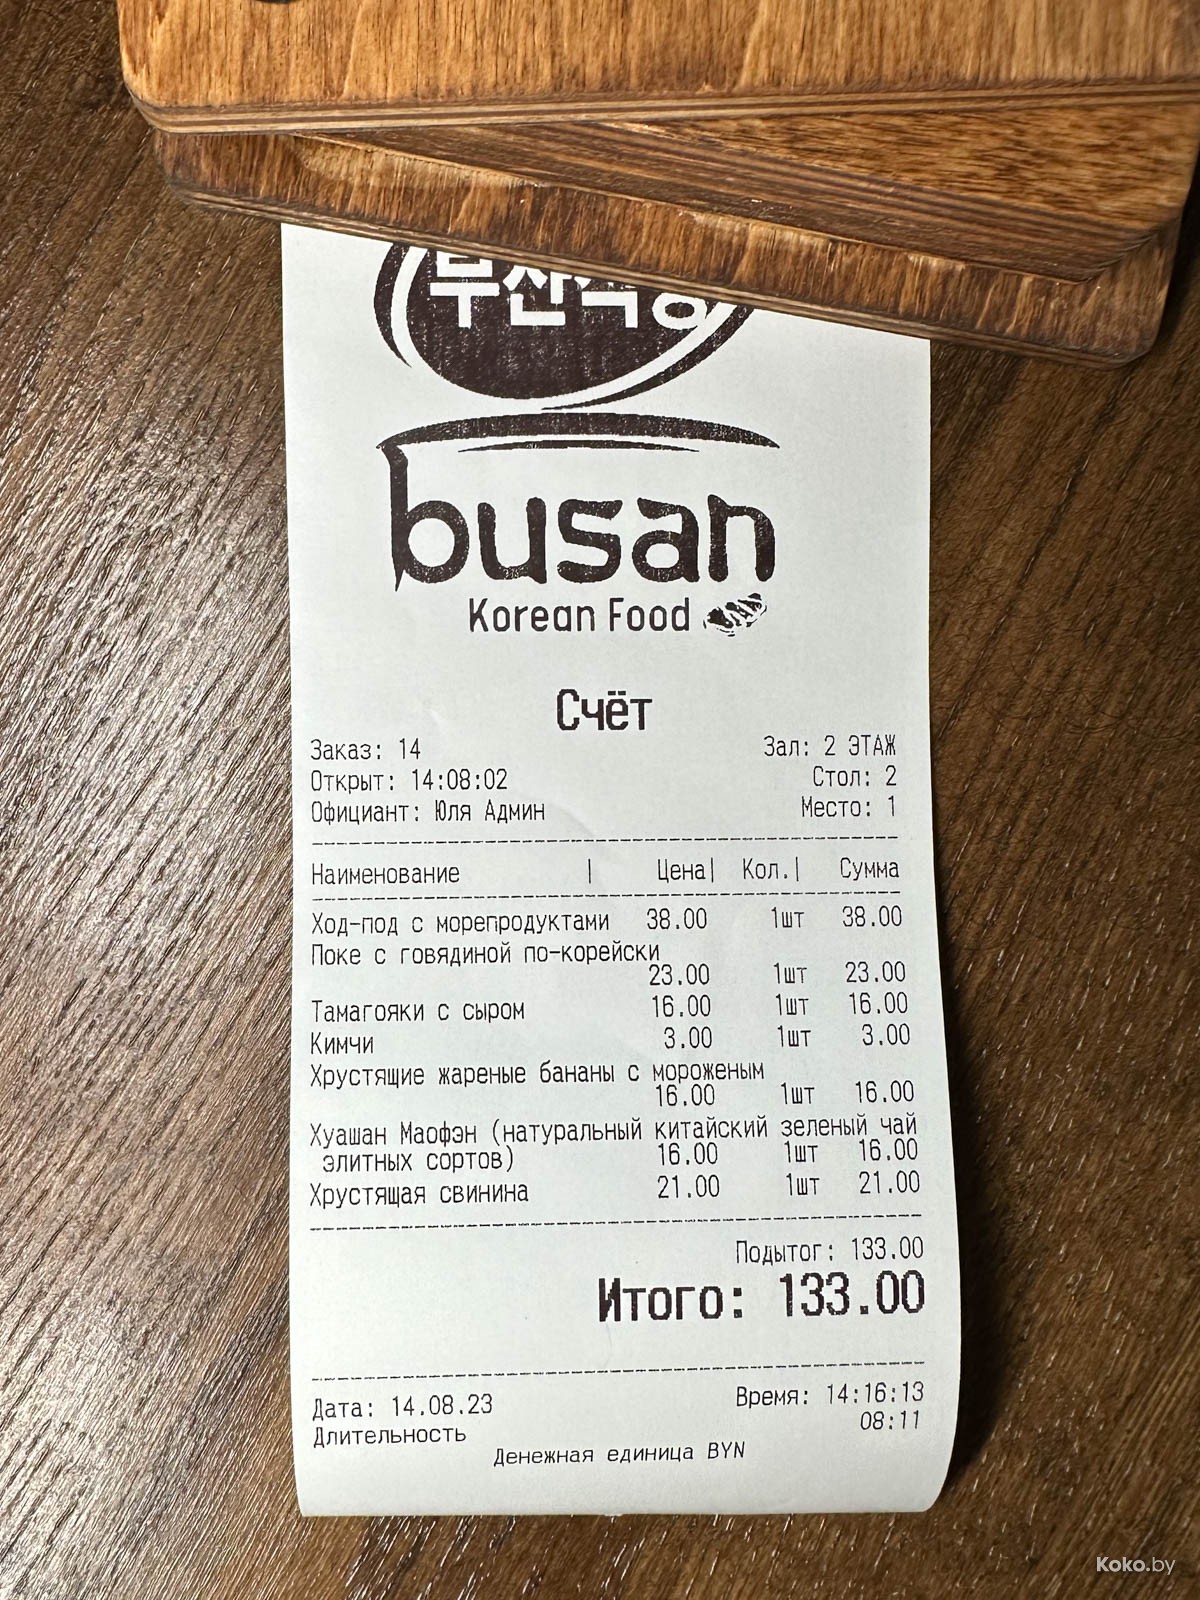 부산식당
busan
Korean Food
Счёт
Заказ: 14 Зал: 2 ЭТАЖ
Открыт: 14:08:02 Стол: 2
Официант: Юля Админ Место: 1
Наименование | Цена| Кол.| Сумма
Ход-под с морепродуктами 38.00 1шт 38.00
Поке с говядиной по-корейски
23.00 1шт 23.00
Тамагояки с сыром 16.00 1шт 16.00
Кимчи 3.00 1шт 3.00
Хрустящие жареные бананы с мороженым
16.00 1шт 16.00
Хуашан Маофэн (натуральный китайский зеленый чай
элитных сортов) 16.00 1шт 16.00
Хрустящая свинина 21.00 1шт 21.00
Подытог: 133.00
Итого: 133.00
Дата: 14.08.23 Время: 14:16:13
Длительность 08:11
Денежная единица BYN
Koko.by